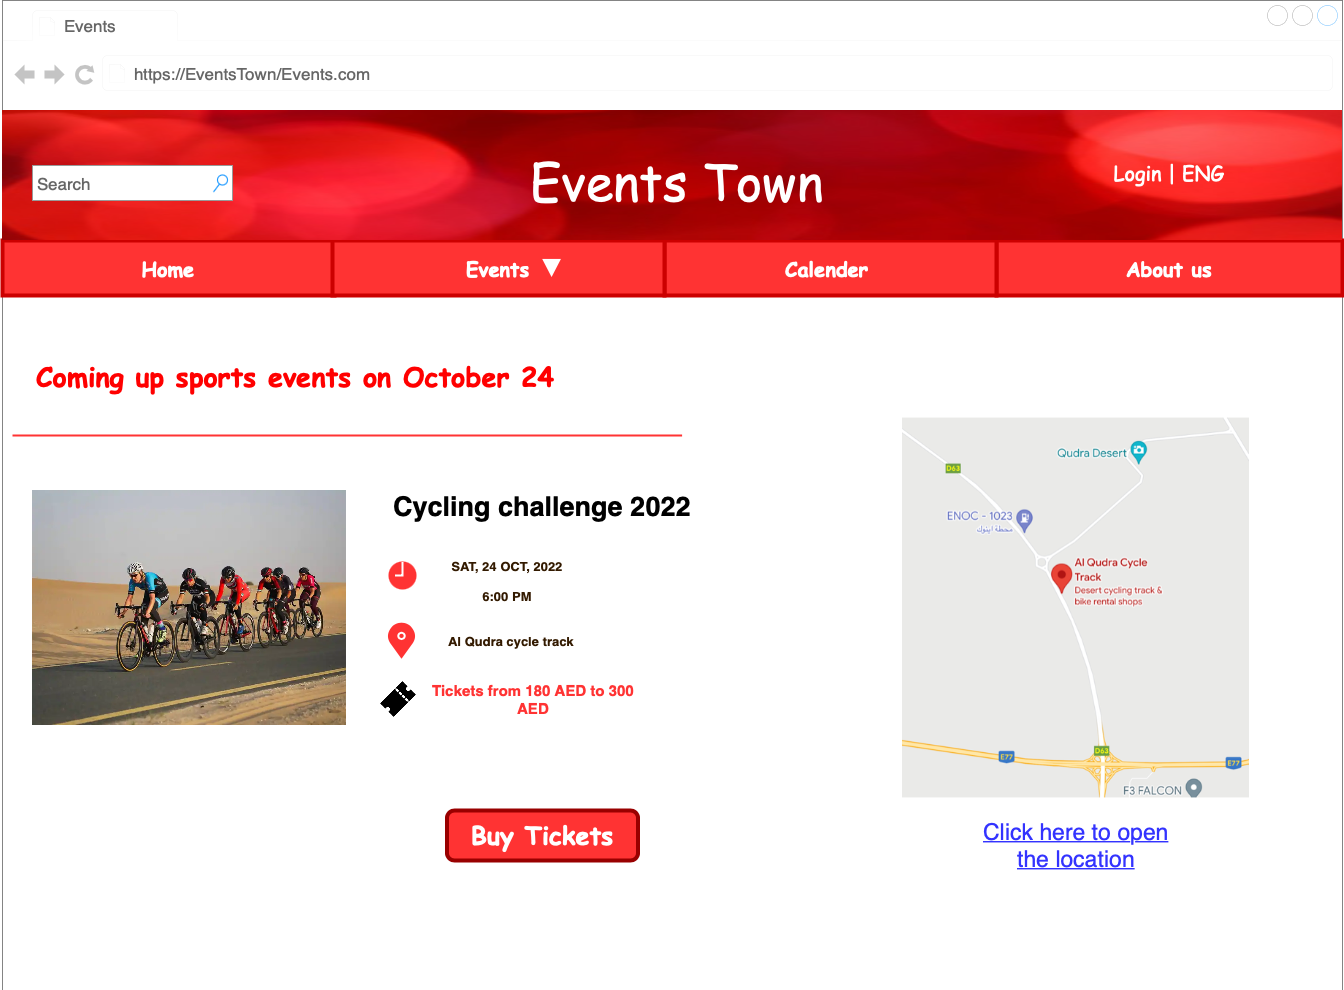 Events
https://EventsTown/Events.com
Search
Events Town
Login | ENG
Home
Events ▼
Calender
About us
Coming up sports events on October 24
Cycling challenge 2022
SAT, 24 OCT, 2022
6:00 PM
Al Qudra cycle track
Tickets from 180 AED to 300
AED
Buy Tickets
Qudra Desert
D63
ENOC - 1023
محطة اينوك
Al Qudra Cycle
Track
Desert cycling track &
bike rental shops
D63
E77
E77
F3 FALCON
Click here to open
the location